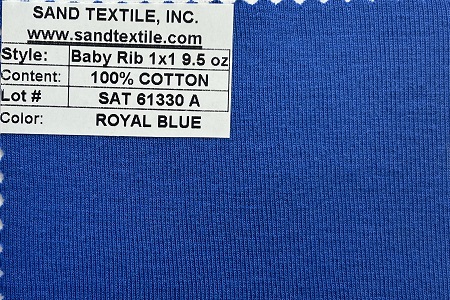 SAND TEXTILE, INC.
www.sandtextile.com
Style: Baby Rib 1x1 9.5 oz
Content: 100% COTTON
Lot # SAT 61330 A
Color: ROYAL BLUE